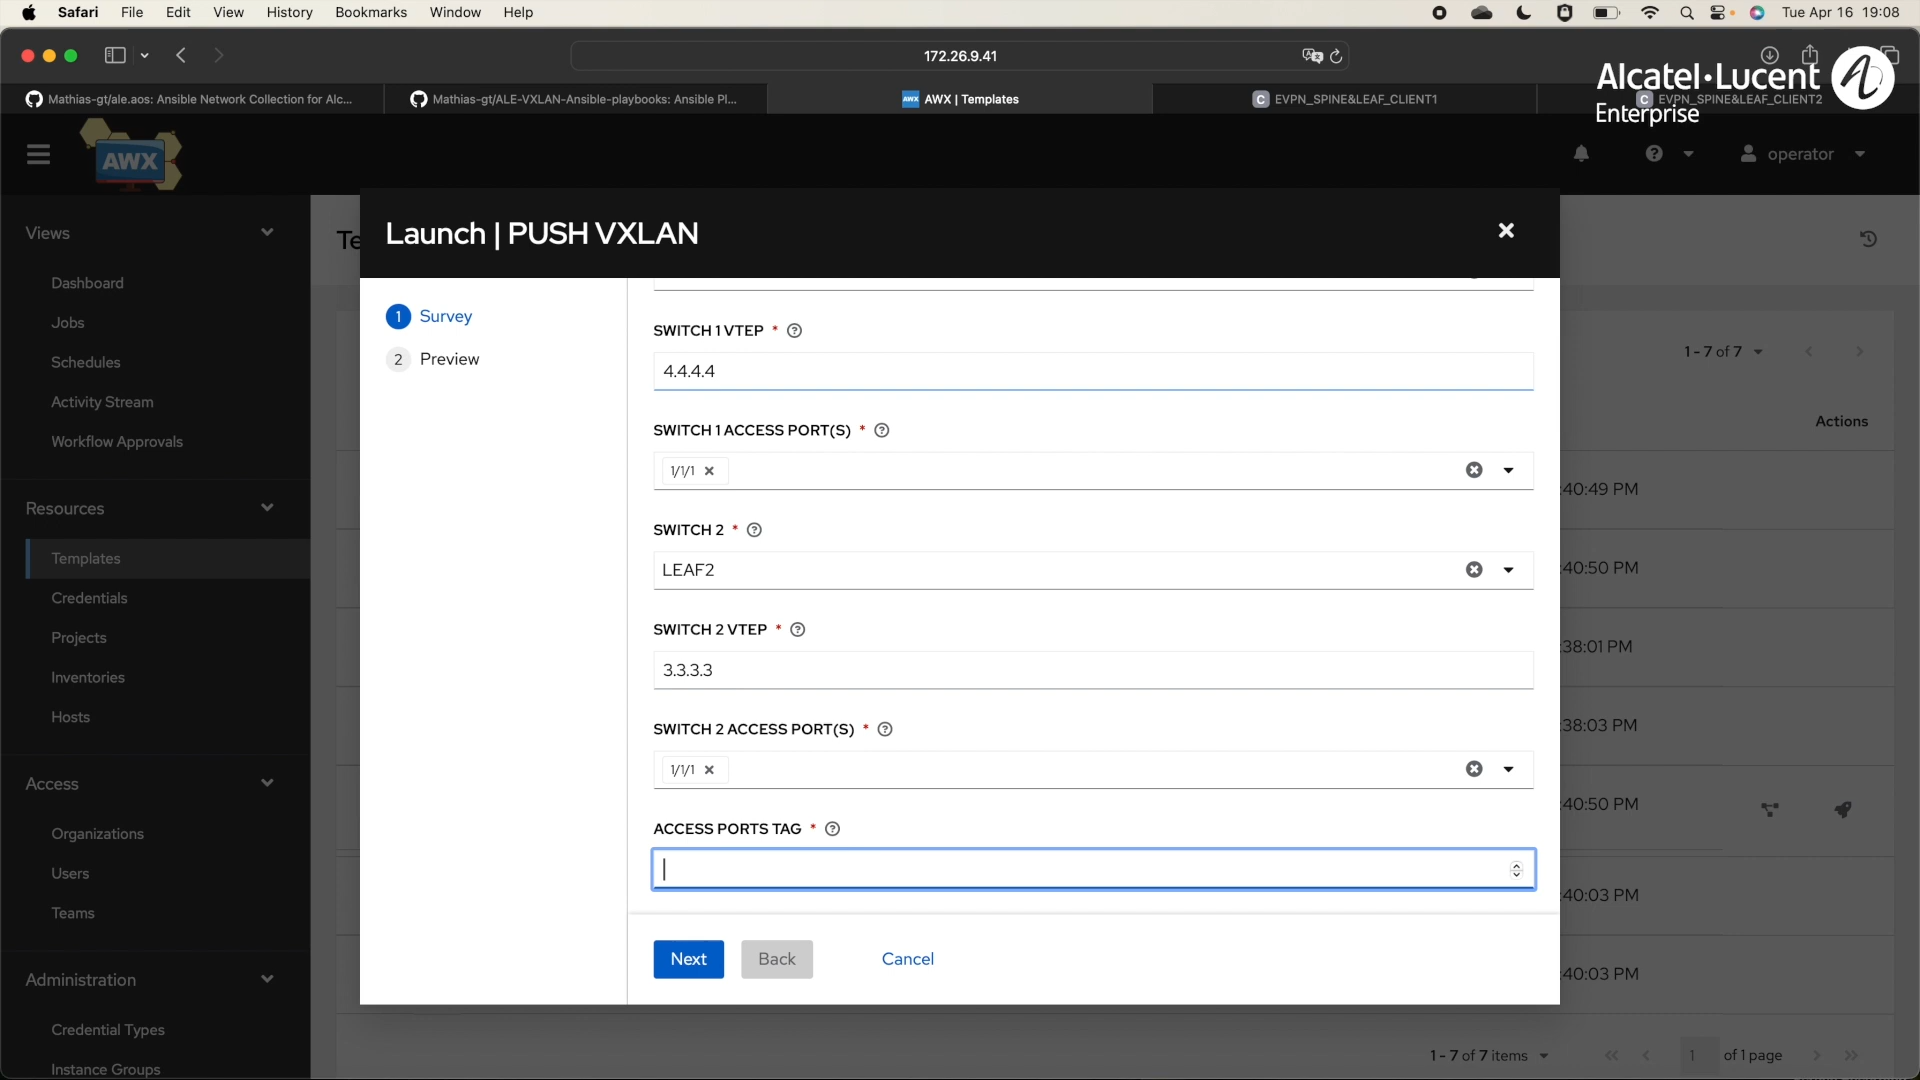 Safari File Edit View History Bookmarks Window Help Tue Apr 16 19:08
172.26.9.41
Alcatel·Lucent
Enterprise
Mathias-gt/ale.aos: Ansible Network Collection for Alc...
Mathias-gt/ALE-VXLAN-Ansible-playbooks: Ansible Pl...
AWX AWX | Templates
C EVPN_SPINE&LEAF_CLIENT1
C EVPN_SPINE&LEAF_CLIENT2
AWX
operator
Views
Dashboard
Jobs
Schedules
Activity Stream
Workflow Approvals
Resources
Templates
Credentials
Projects
Inventories
Hosts
Access
Organizations
Users
Teams
Administration
Credential Types
Instance Groups
Te
Launch | PUSH VXLAN
1 Survey
2 Preview
SWITCH 1 VTEP *
4.4.4.4
SWITCH 1 ACCESS PORT(S) *
1/1/1
SWITCH 2 *
LEAF2
SWITCH 2 VTEP *
3.3.3.3
SWITCH 2 ACCESS PORT(S) *
1/1/1
ACCESS PORTS TAG *
Next Back Cancel
1 - 7 of 7
Actions
:40:49 PM
:40:50 PM
:38:01 PM
:38:03 PM
:40:50 PM
:40:03 PM
:40:03 PM
1 - 7 of 7 items 1 of 1 page